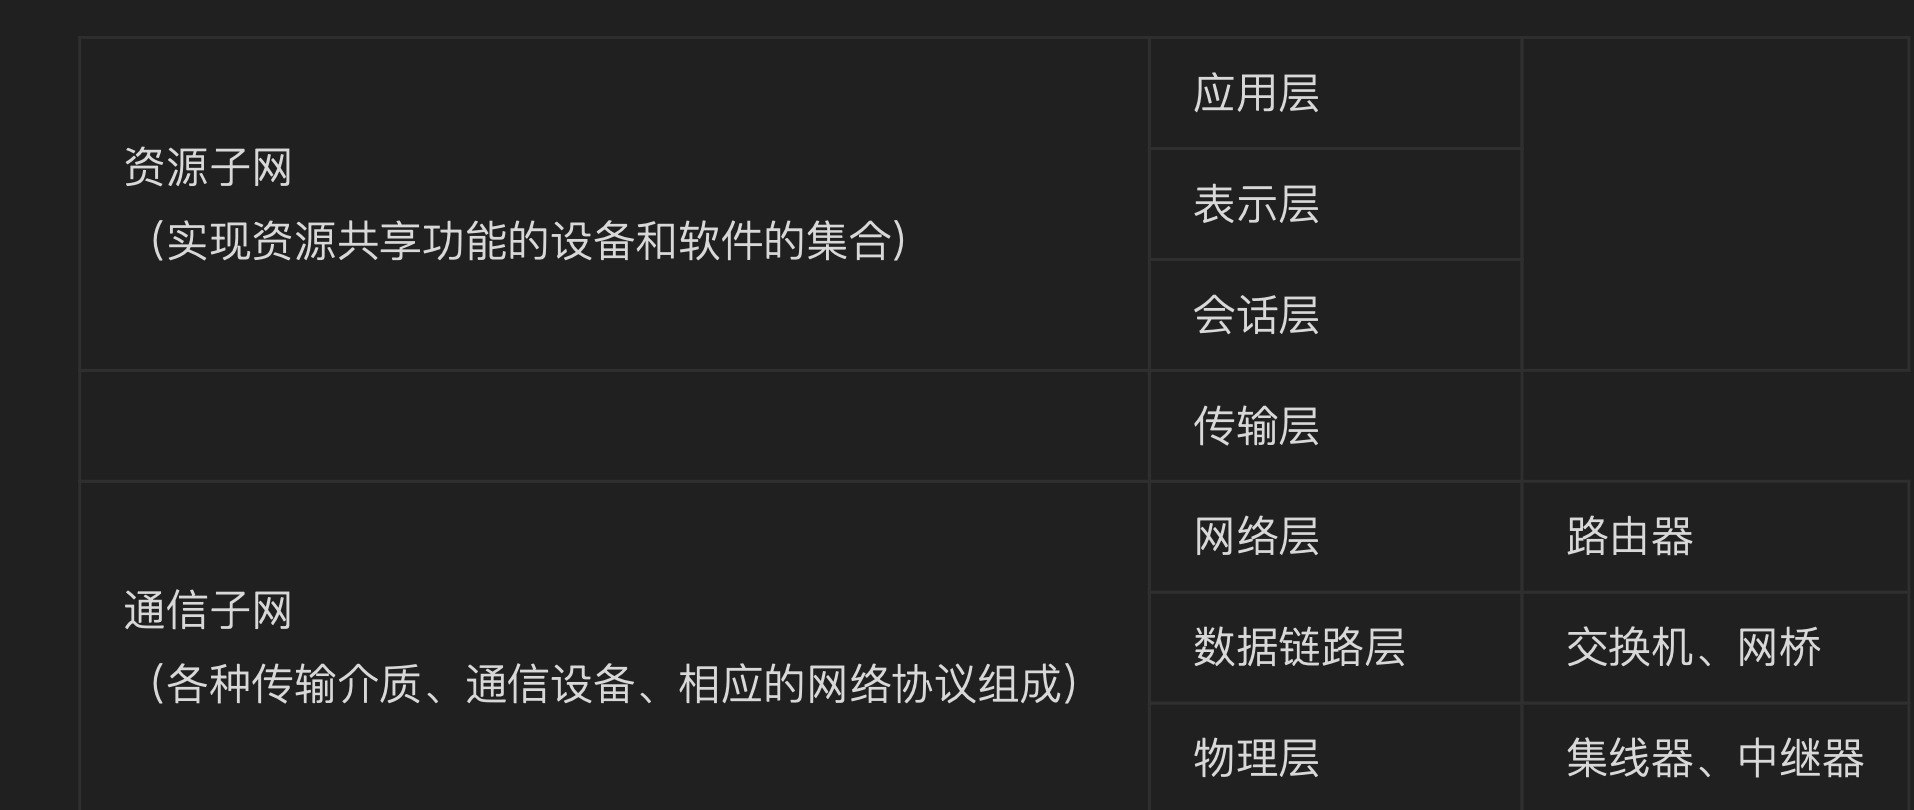 资源子网
（实现资源共享功能的设备和软件的集合）
应用层
表示层
会话层
传输层
通信子网
（各种传输介质、通信设备、相应的网络协议组成）
网络层
路由器
数据链路层
交换机、网桥
物理层
集线器、中继器